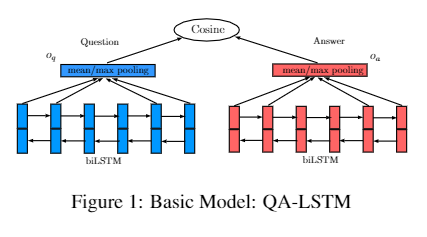 Cosine
Question
Answer
o_q
o_a
mean/max pooling
mean/max pooling
biLSTM
biLSTM
Figure 1: Basic Model: QA-LSTM